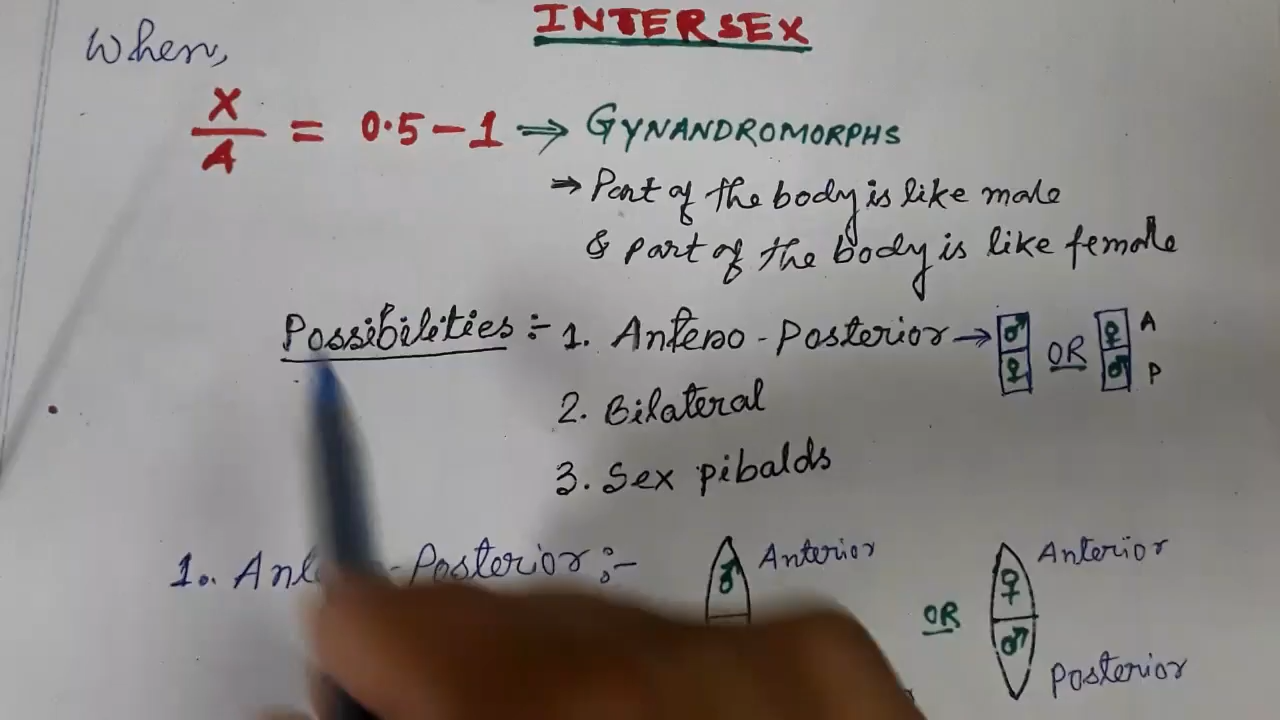 INTERSEX
When,
X/A = 0.5-1 ⇒ GYNANDROMORPHS
⇒ Part of the body is like male
& part of the body is like female
Possibilities :- 1. Antero-Posterior → ♂ ♀ OR ♀ ♂ A P
2. Bilateral
3. Sex pibalds
1. -Posterior :-
♂ Anterior OR ♀ Anterior
♂ Posterior